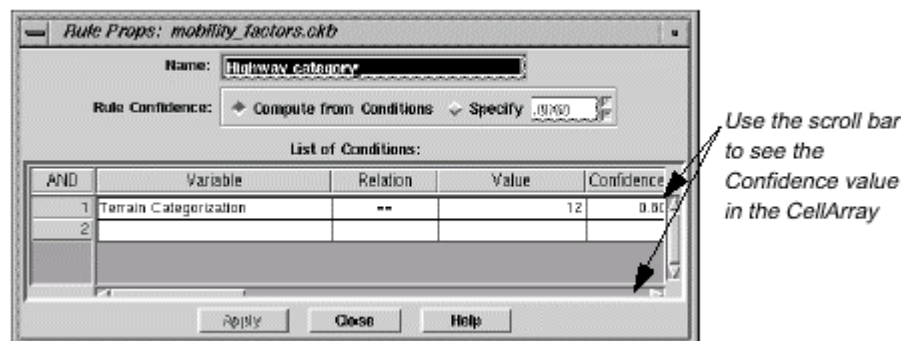 Rule Props: mobility_factors.ckb
Name: Highway category
Rule Confidence: Compute from Conditions Specify
List of Conditions:
AND Variable Relation Value Confidence
1 Terrain Categorization == 12
2
Apply Close Help
Use the scroll bar
to see the
Confidence value
in the CellArray